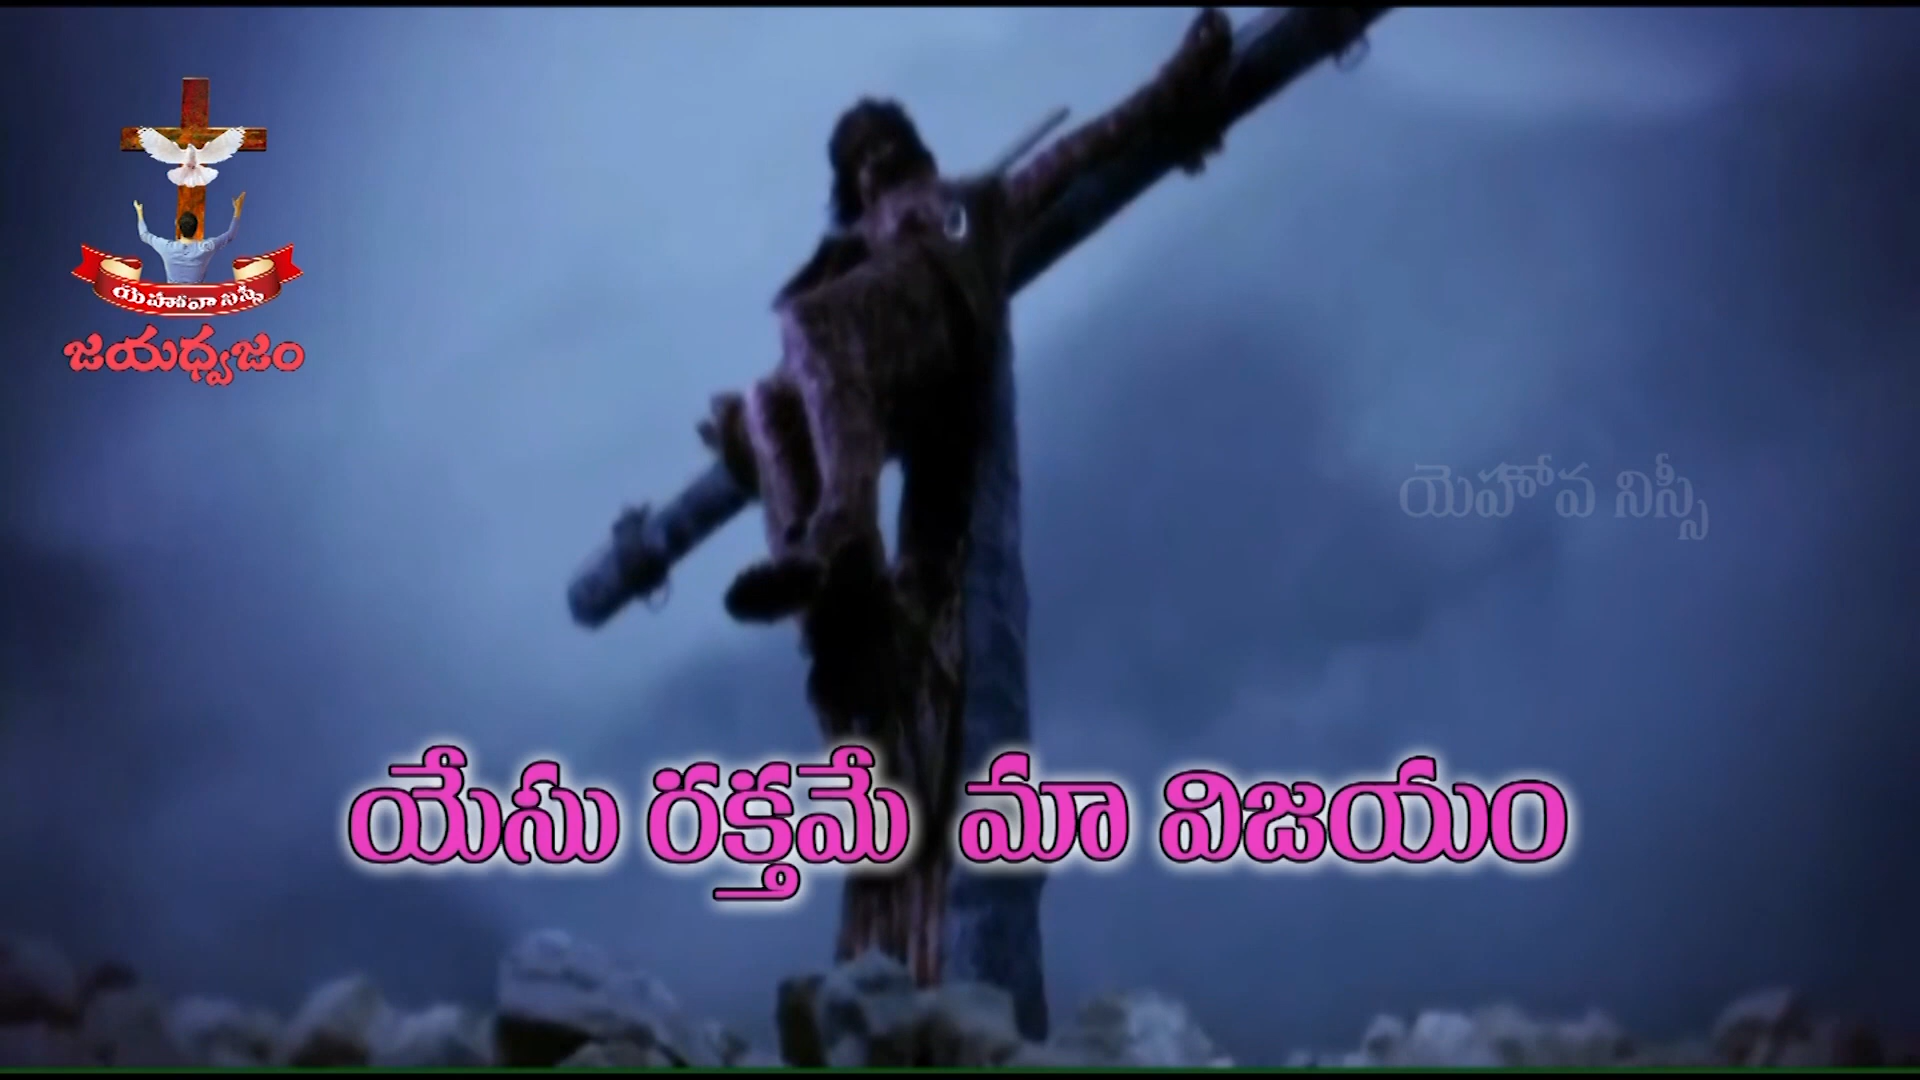 యెహోవా నిస్సీ
జయధ్వజం
యెహోవ నిస్సీ
యేసు రక్తమే మా విజయం